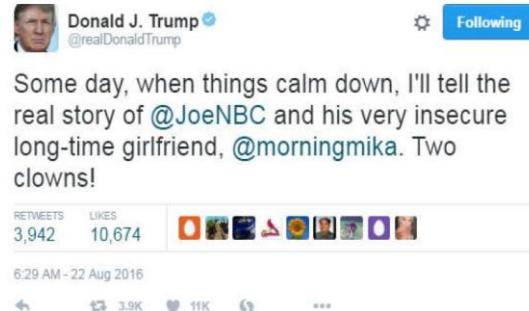 Donald J. Trump
@realDonaldTrump
Following
Some day, when things calm down, I'll tell the
real story of @JoeNBC and his very insecure
long-time girlfriend, @morningmika. Two
clowns!
RETWEETS LIKES
3,942 10,674
6:29 AM - 22 Aug 2016
3.9K 11K